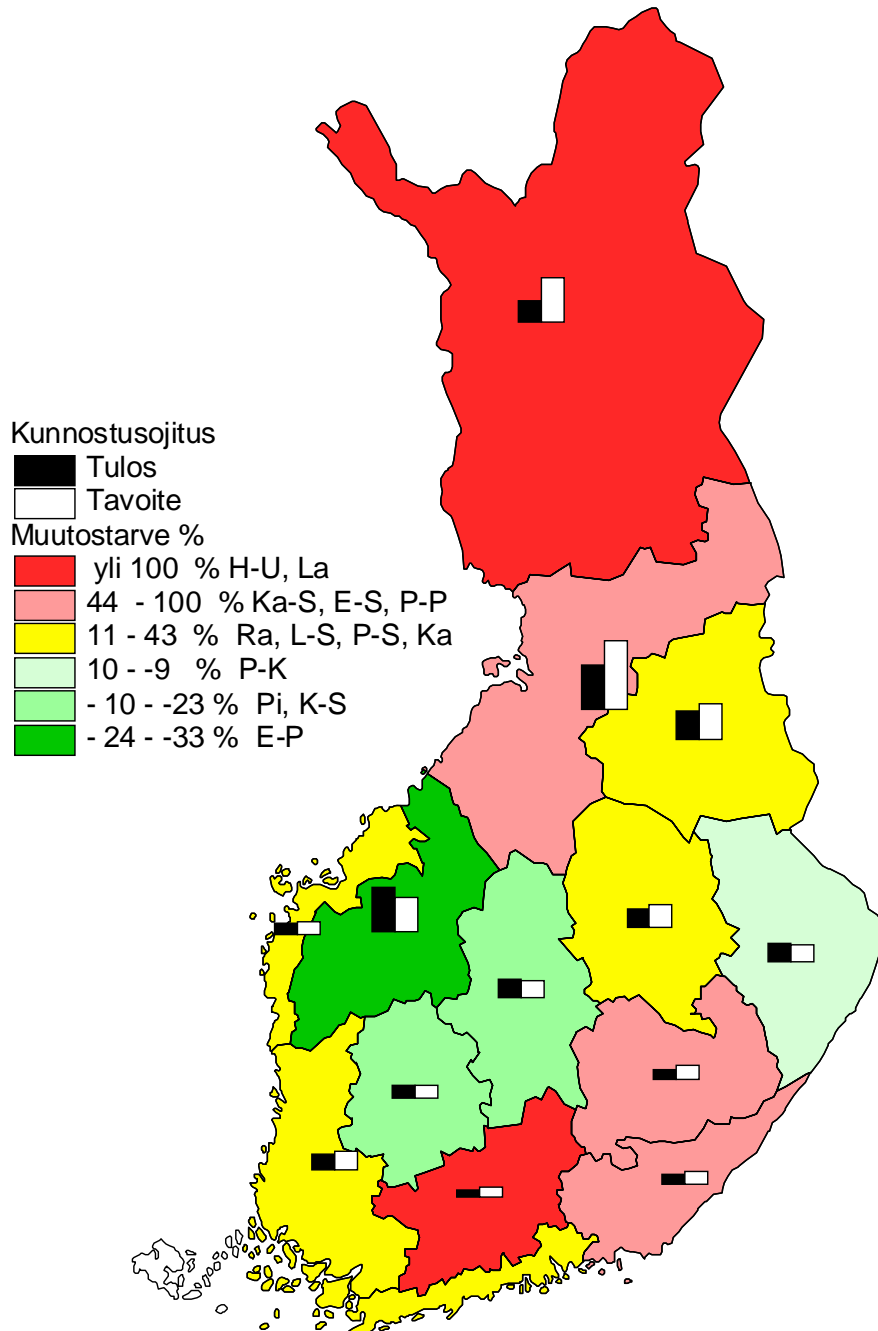 Kunnostusojitus
Tulos
Tavoite
Muutostarve %
yli 100 % H-U, La
44 - 100 % Ka-S, E-S, P-P
11 - 43 % Ra, L-S, P-S, Ka
10 - -9 % P-K
- 10 - -23 % Pi, K-S
- 24 - -33 % E-P